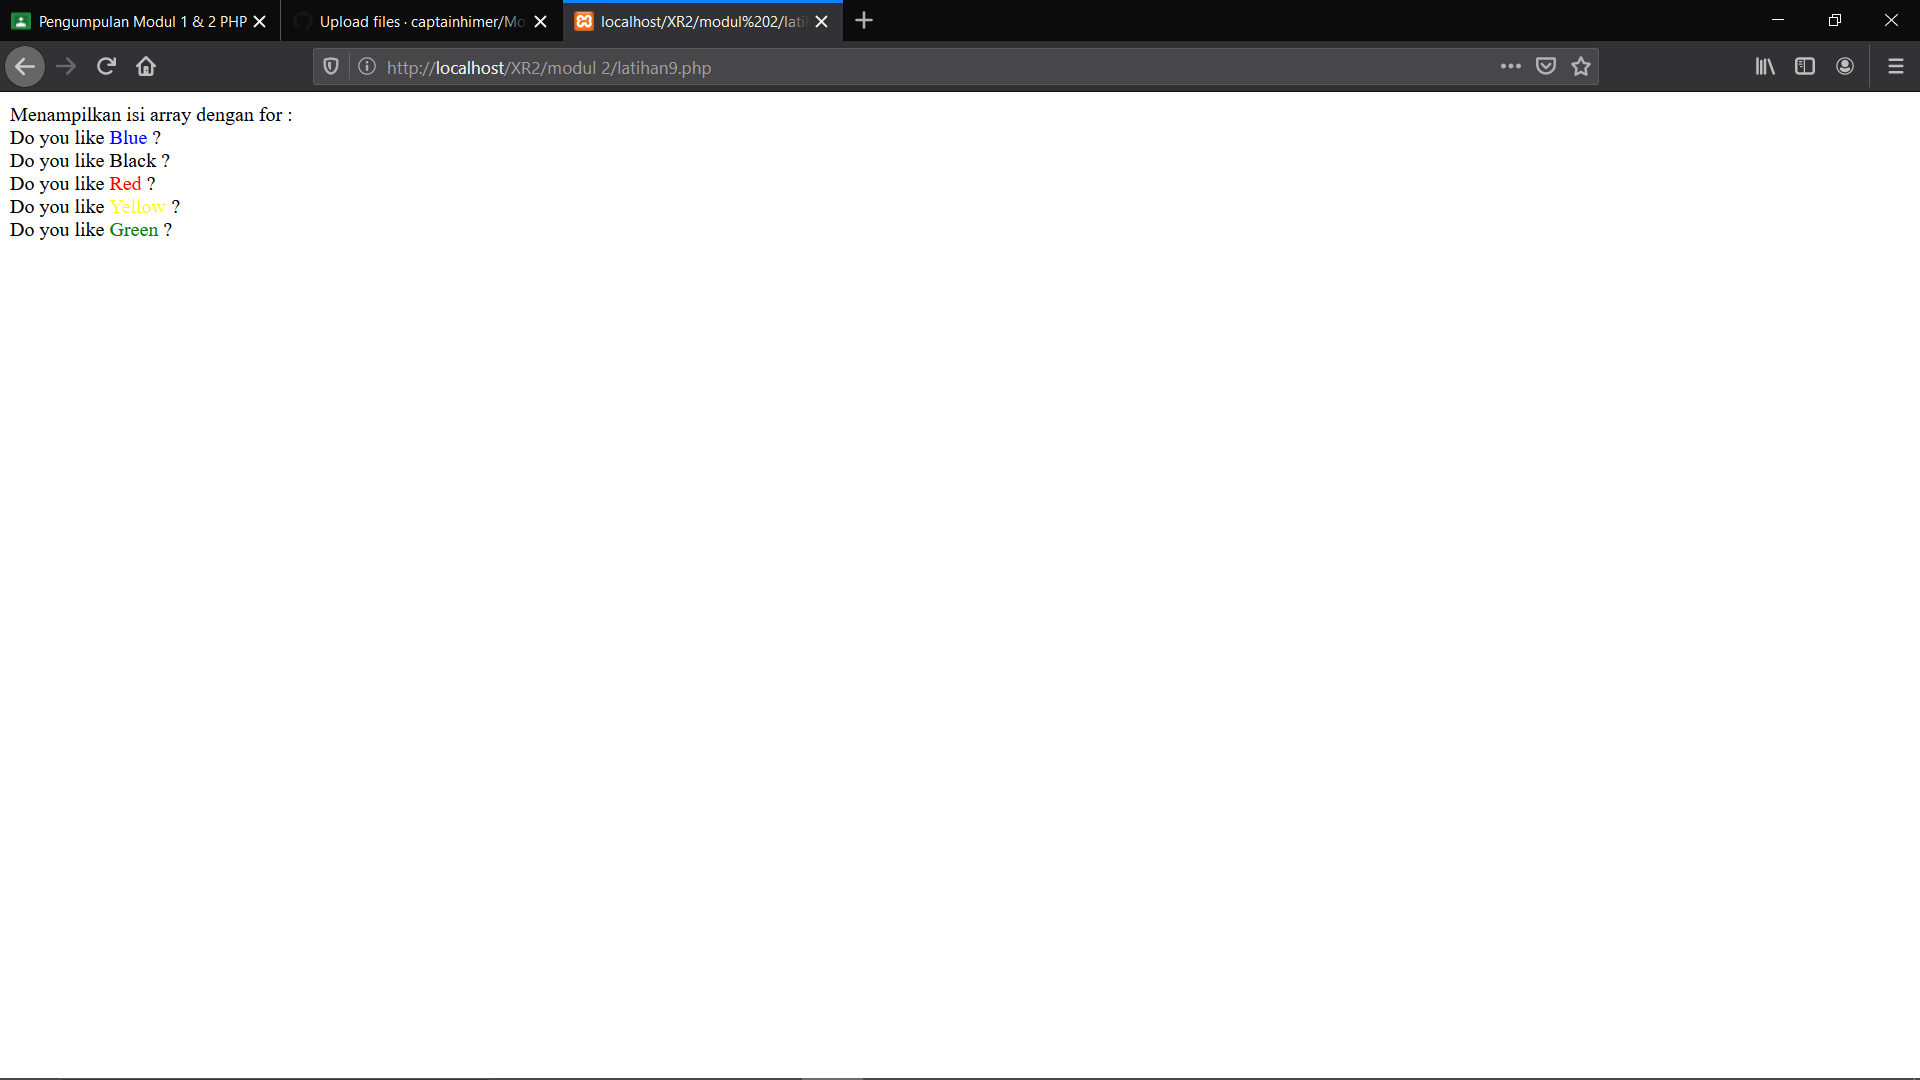 Pengumpulan Modul 1 & 2 PHP
Upload files · captainhimer/Mo
localhost/XR2/modul%202/lati
http://localhost/XR2/modul 2/latihan9.php
Menampilkan isi array dengan for :
Do you like Blue ?
Do you like Black ?
Do you like Red ?
Do you like Yellow ?
Do you like Green ?